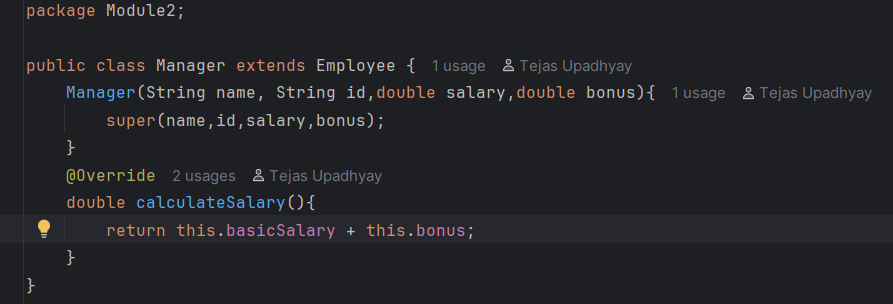 package Module2;
public class Manager extends Employee { 1 usage Tejas Upadhyay
Manager(String name, String id,double salary,double bonus){ 1 usage Tejas Upadhyay
super(name,id,salary,bonus);
}
@Override 2 usages Tejas Upadhyay
double calculateSalary(){
return this.basicSalary + this.bonus;
}
}